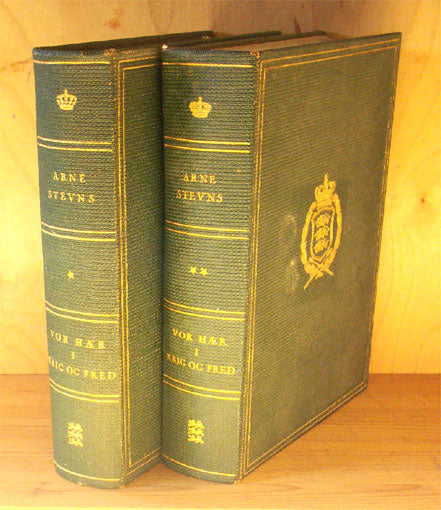 ARNE
STEVNS
*
VOR HÆR
I
KRIG OG FRED
ARNE
STEVNS
**
VOR HÆR
I
KRIG OG FRED